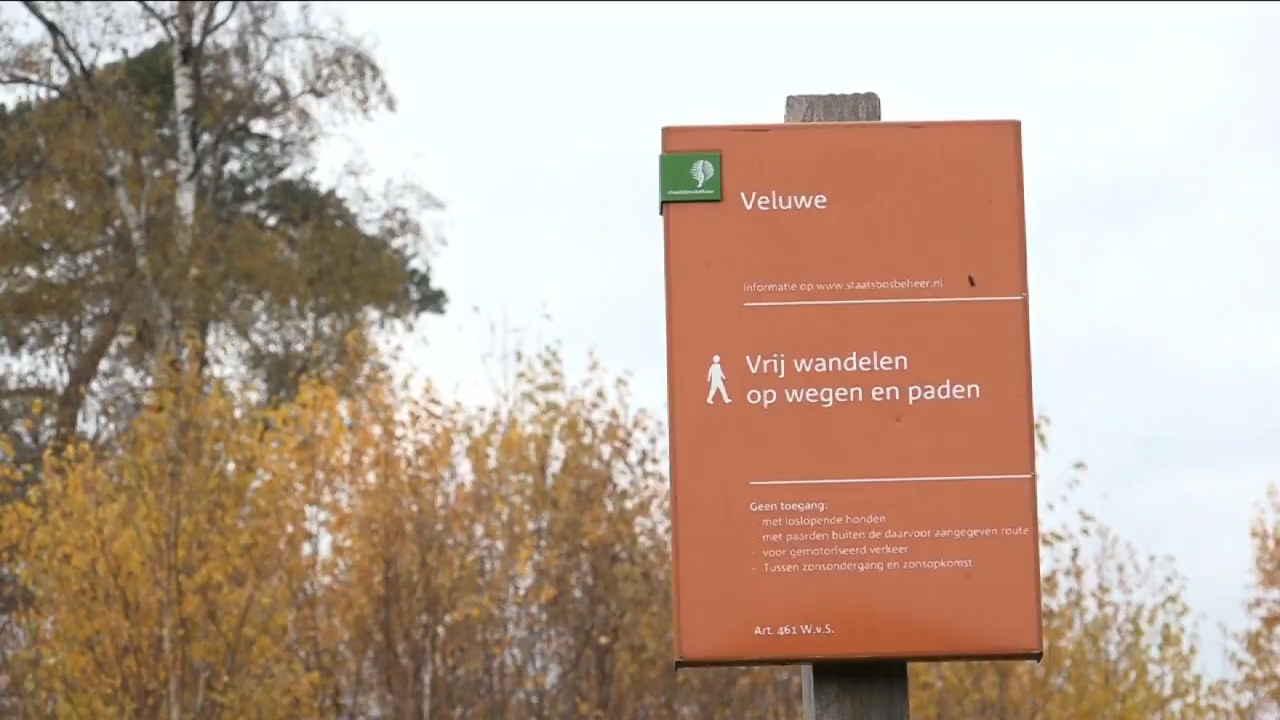 staatsbosbeheer
Veluwe
Informatie op www.staatsbosbeheer.nl
Vrij wandelen
op wegen en paden
Geen toegang:
- met loslopende honden
- met paarden buiten de daarvoor aangegeven route
- voor gemotoriseerd verkeer
- Tussen zonsondergang en zonsopkomst
Art. 461 W.v.S.